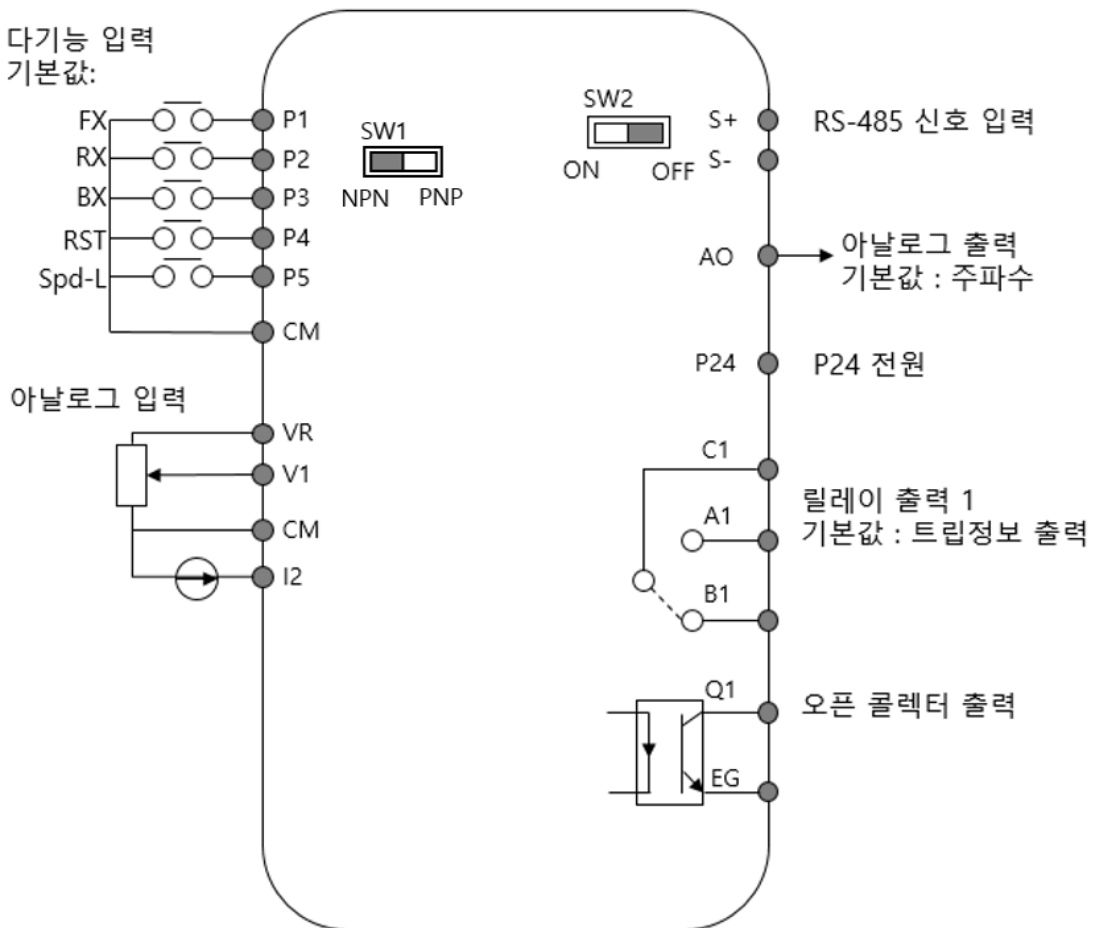 다기능 입력
기본값:
FX
P1
RX
P2
BX
P3
RST
P4
Spd-L
P5
CM
SW1
NPN PNP
SW2
ON OFF
S+
RS-485 신호 입력
S-
AO
아날로그 출력
기본값 : 주파수
P24
P24 전원
아날로그 입력
VR
V1
CM
I2
C1
A1
B1
릴레이 출력 1
기본값 : 트립정보 출력
Q1
오픈 콜렉터 출력
EG